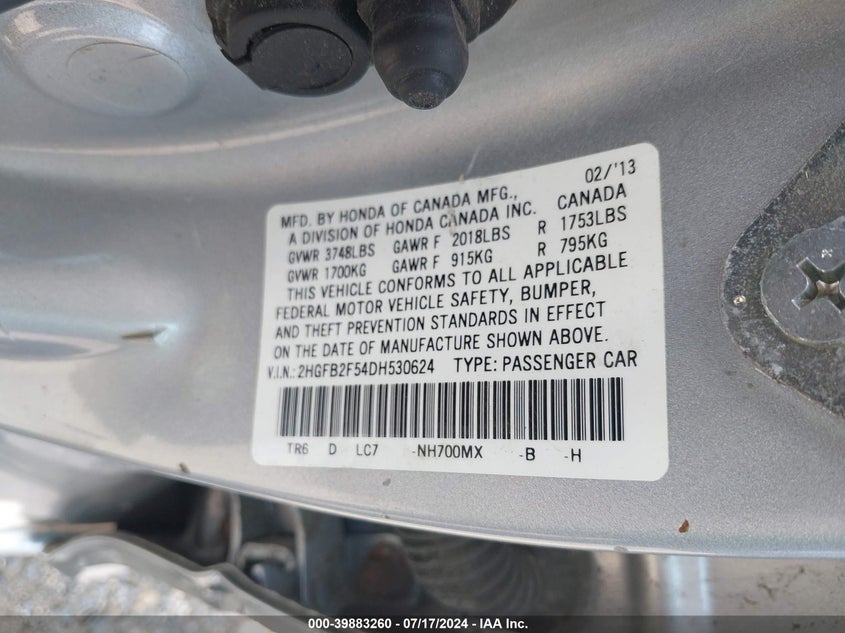 02/'13
MFD. BY HONDA OF CANADA MFG.,
A DIVISION OF HONDA CANADA INC. CANADA
GVWR 3748LBS GAWR F 2018LBS R 1753LBS
GVWR 1700KG GAWR F 915KG R 795KG
THIS VEHICLE CONFORMS TO ALL APPLICABLE
FEDERAL MOTOR VEHICLE SAFETY, BUMPER,
AND THEFT PREVENTION STANDARDS IN EFFECT
ON THE DATE OF MANUFACTURE SHOWN ABOVE.
V.I.N.:2HGFB2F54DH530624 TYPE: PASSENGER CAR
TR6 D LC7 -NH700MX -B -H
000-39883260 - 07/17/2024 - IAA Inc.